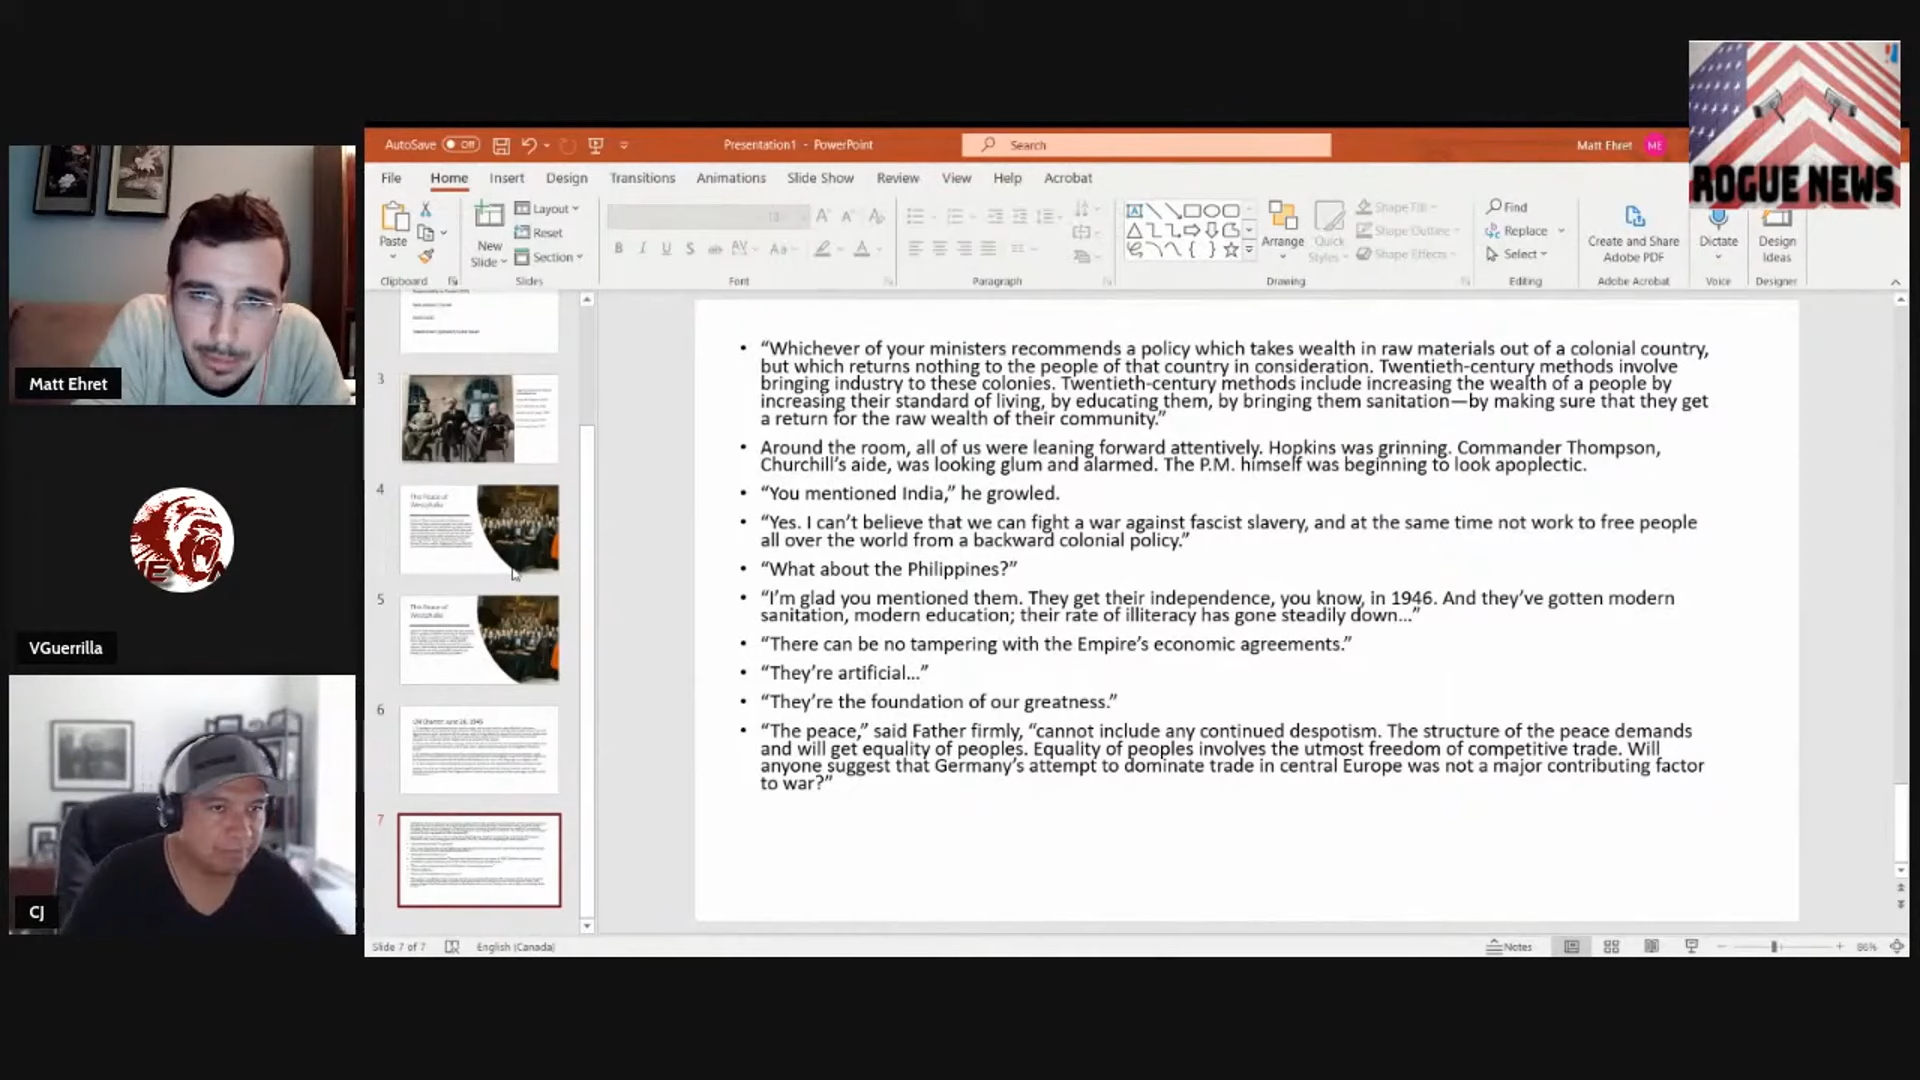 ROGUE NEWS
AutoSave Off
Presentation1 - PowerPoint
Search
Matt Ehret
ME
File Home Insert Design Transitions Animations Slide Show Review View Help Acrobat
Paste
New
Slide
Layout
Reset
Section
Find
Replace
Select
Arrange
Quick
Styles
Shape Fill
Shape Outline
Shape Effects
Create and Share
Adobe PDF
Dictate
Design
Ideas
Clipboard Slides Font Paragraph Drawing Editing Adobe Acrobat Voice Designer
Matt Ehret
VGuerrilla
CJ
3
4
The Peace of
Westphalia
5
The Peace of
Westphalia
6
7
• “Whichever of your ministers recommends a policy which takes wealth in raw materials out of a colonial country,
but which returns nothing to the people of that country in consideration. Twentieth-century methods involve
bringing industry to these colonies. Twentieth-century methods include increasing the wealth of a people by
increasing their standard of living, by educating them, by bringing them sanitation—by making sure that they get
a return for the raw wealth of their community.”
• Around the room, all of us were leaning forward attentively. Hopkins was grinning. Commander Thompson,
Churchill’s aide, was looking glum and alarmed. The P.M. himself was beginning to look apoplectic.
• “You mentioned India,” he growled.
• “Yes. I can’t believe that we can fight a war against fascist slavery, and at the same time not work to free people
all over the world from a backward colonial policy.”
• “What about the Philippines?”
• “I’m glad you mentioned them. They get their independence, you know, in 1946. And they’ve gotten modern
sanitation, modern education; their rate of illiteracy has gone steadily down…”
• “There can be no tampering with the Empire’s economic agreements.”
• “They’re artificial…”
• “They’re the foundation of our greatness.”
• “The peace,” said Father firmly, “cannot include any continued despotism. The structure of the peace demands
and will get equality of peoples. Equality of peoples involves the utmost freedom of competitive trade. Will
anyone suggest that Germany’s attempt to dominate trade in central Europe was not a major contributing factor
to war?”
Slide 7 of 7
English (Canada)
Notes
86%